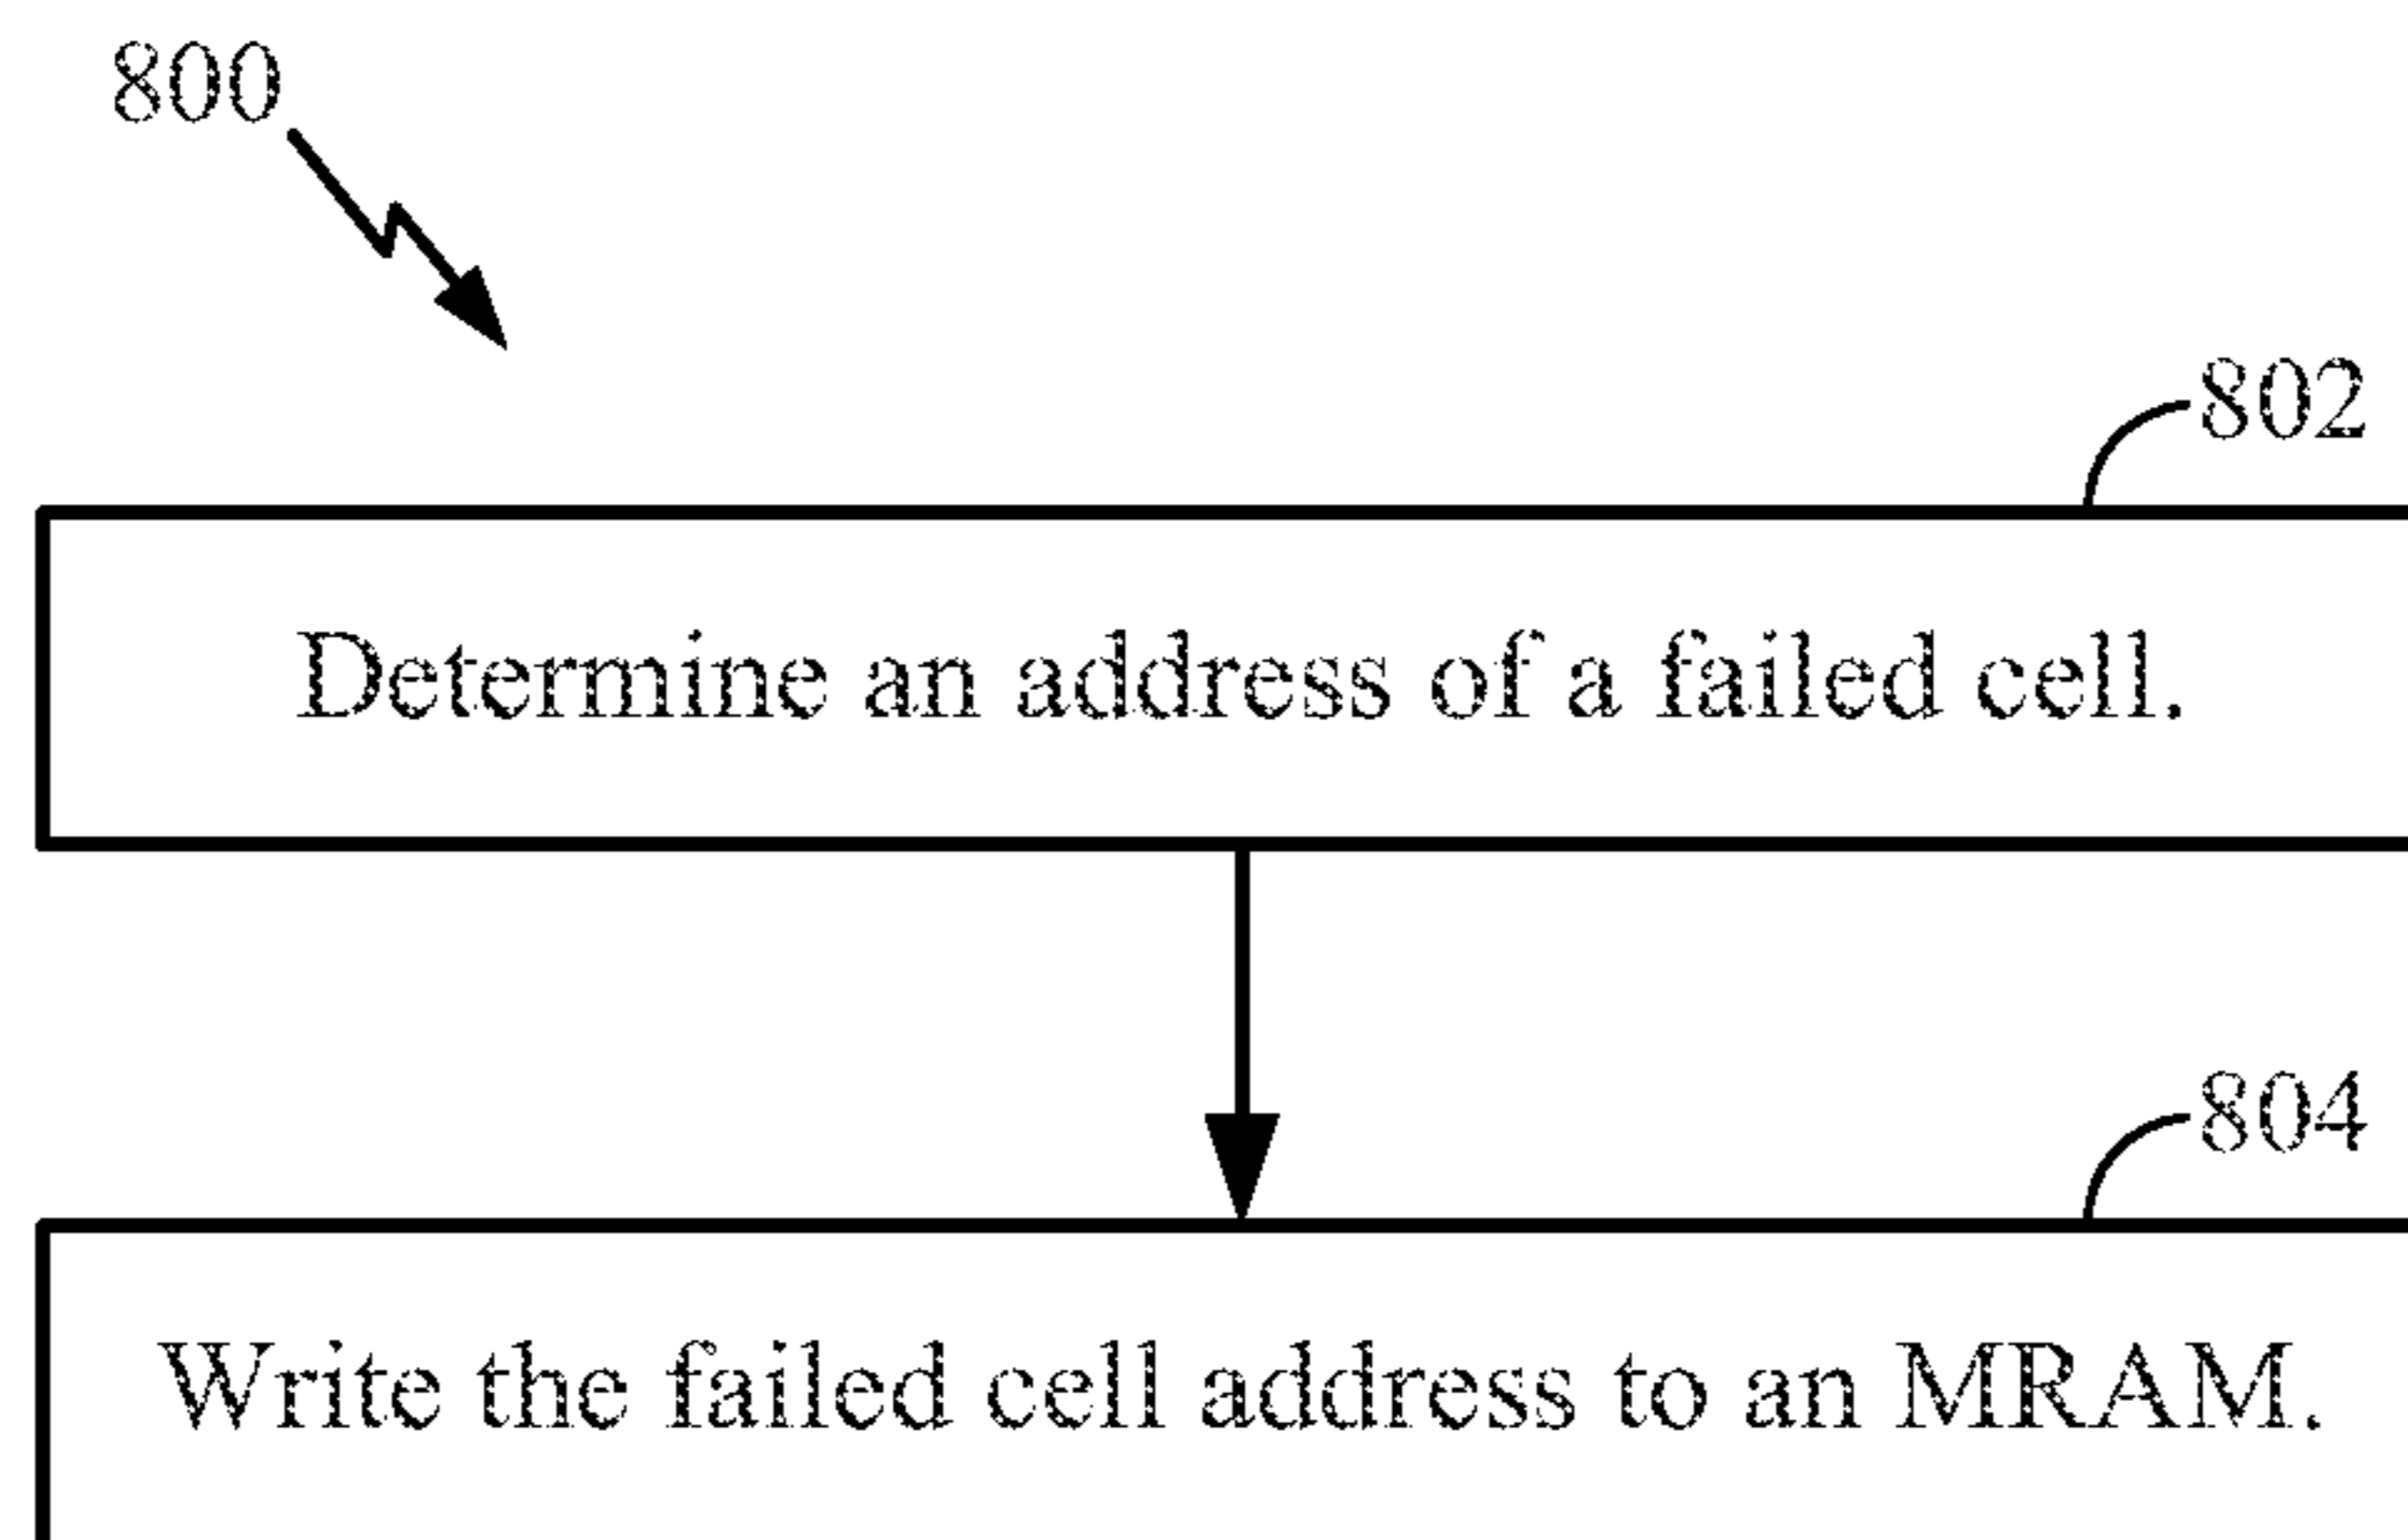 800
802
Determine an address of a failed cell.
804
Write the failed cell address to an MRAM.